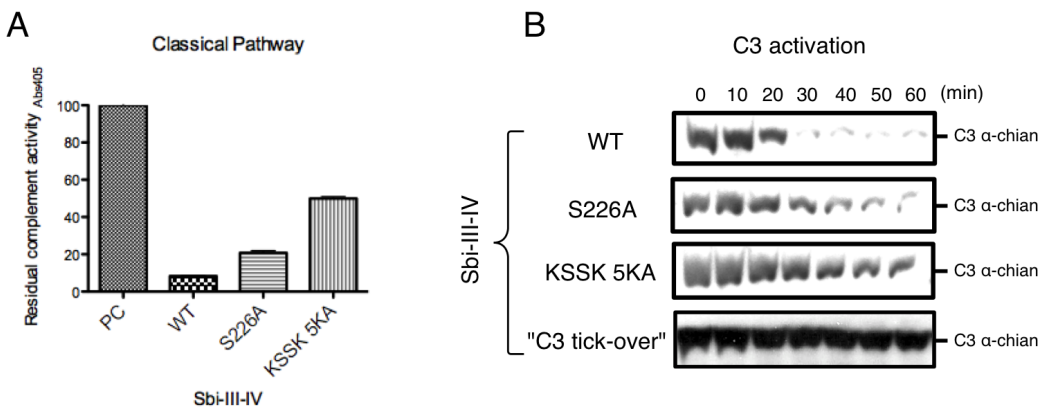 A
Classical Pathway
Residual complement activity Abs405
100
80
60
40
20
0
PC
WT
S226A
KSSK 5KA
Sbi-III-IV
B
C3 activation
0 10 20 30 40 50 60 (min)
Sbi-III-IV
WT
C3 α-chian
S226A
C3 α-chian
KSSK 5KA
C3 α-chian
"C3 tick-over"
C3 α-chian